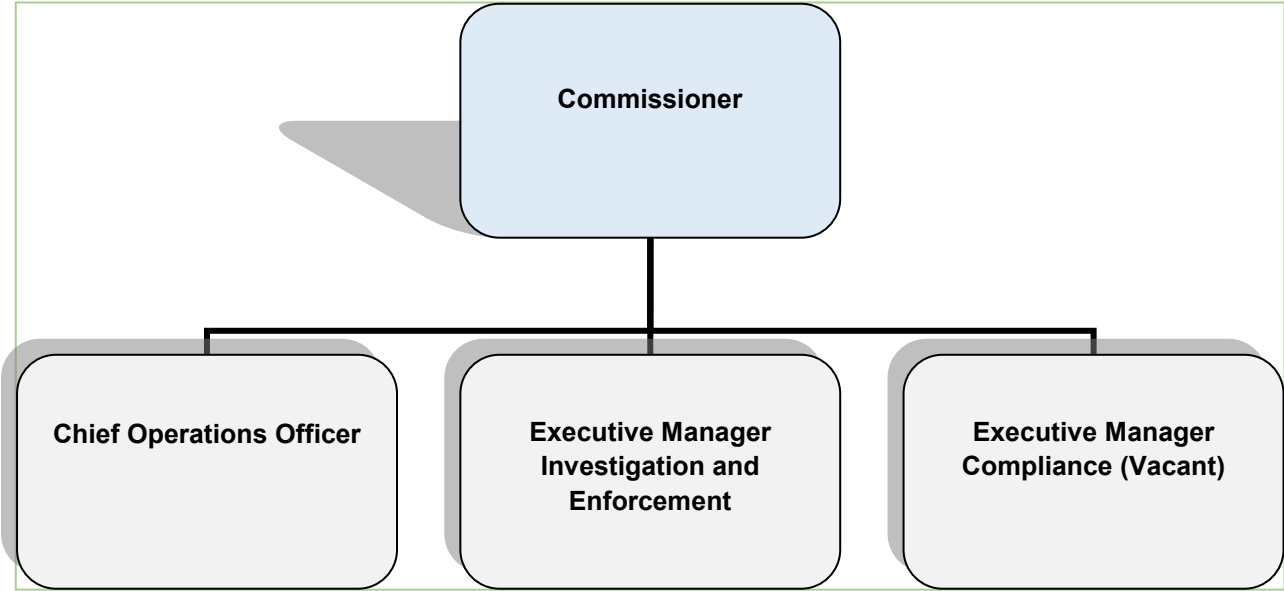 Commissioner
Chief Operations Officer
Executive Manager
Investigation and
Enforcement
Executive Manager
Compliance (Vacant)